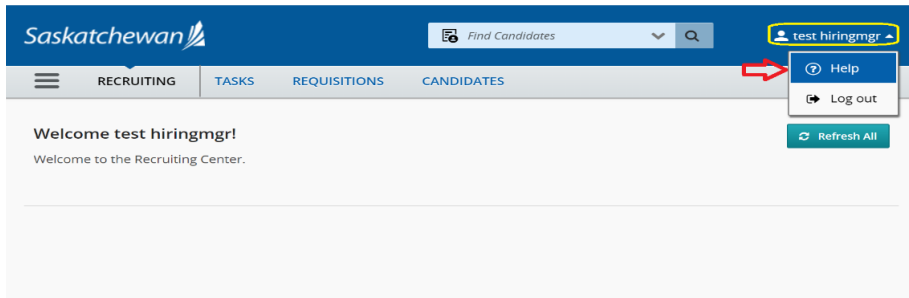 Saskatchewan
Find Candidates
test hiringmgr
RECRUITING TASKS REQUISITIONS CANDIDATES
Help
Log out
Welcome test hiringmgr!
Refresh All
Welcome to the Recruiting Center.